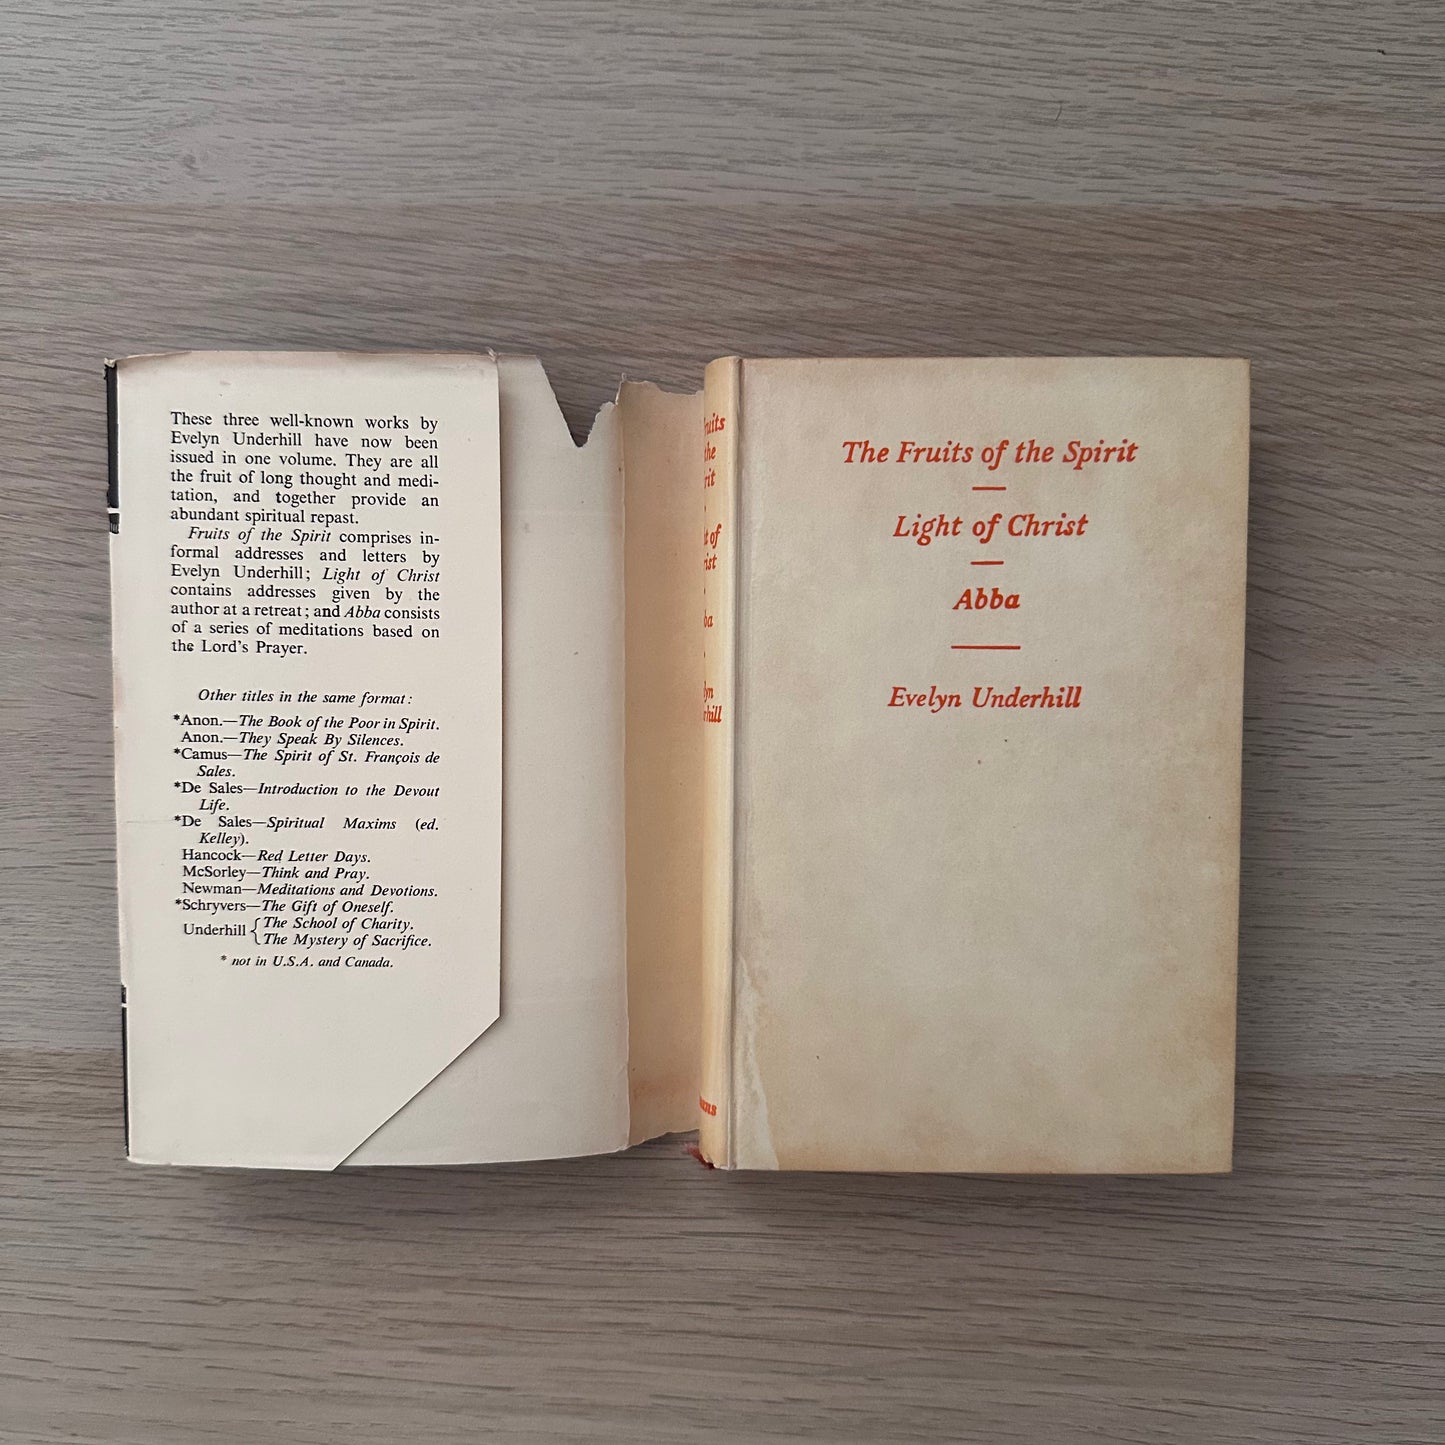 These three well-known works by
Evelyn Underhill have now been
issued in one volume. They are all
the fruit of long thought and medi-
tation, and together provide an
abundant spiritual repast.
Fruits of the Spirit comprises in-
formal addresses and letters by
Evelyn Underhill; Light of Christ
contains addresses given by the
author at a retreat; and Abba consists
of a series of meditations based on
the Lord's Prayer.
Other titles in the same format:
*Anon.—The Book of the Poor in Spirit.
Anon.—They Speak By Silences.
*Camus—The Spirit of St. François de
Sales.
*De Sales—Introduction to the Devout
Life.
*De Sales—Spiritual Maxims (ed.
Kelley).
Hancock—Red Letter Days.
McSorley—Think and Pray.
Newman—Meditations and Devotions.
*Schryvers—The Gift of Oneself.
Underhill { The School of Charity.
The Mystery of Sacrifice.
* not in U.S.A. and Canada.
the
The Fruits of the Spirit
Light of Christ
Abba
Evelyn Underhill